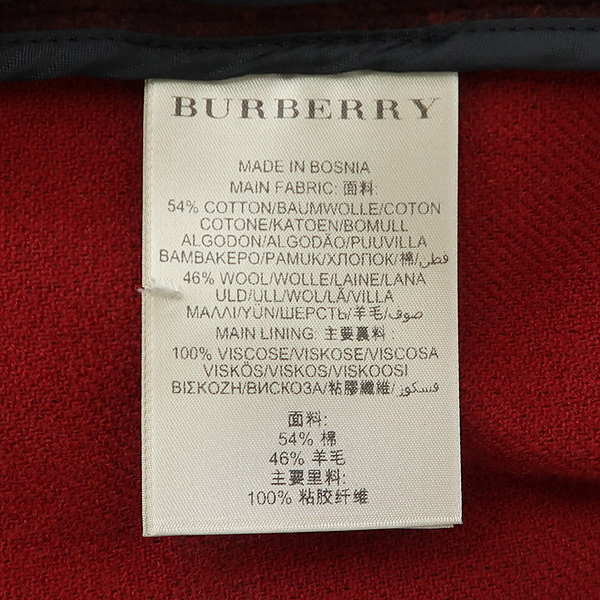 BURBERRY
MADE IN BOSNIA
MAIN FABRIC: 面料:
54% COTTON/BAUMWOLLE/COTON
COTONE/KATOEN/BOMULL
ALGODON/ALGODÃO/PUUVILLA
ΒΑΜΒΑΚΕΡΟ/PAMUK/ХЛОПОК/棉/قطن
46% WOOL/WOLLE/LAINE/LANA
ULD/ULL/WOL/LÃ/VILLA
ΜΑΛΛΙ/YÜN/ШЕРСТЬ/羊毛/صوف
MAIN LINING: 主要裏料:
100% VISCOSE/VISKOSE/VISCOSA
VISKÖS/VISKOS/VISKOOSI
ΒΙΣΚΟΖΗ/ВИСКОЗА/粘膠纖維/فسكوز
面料:
54% 棉
46% 羊毛
主要里料:
100% 粘胶纤维